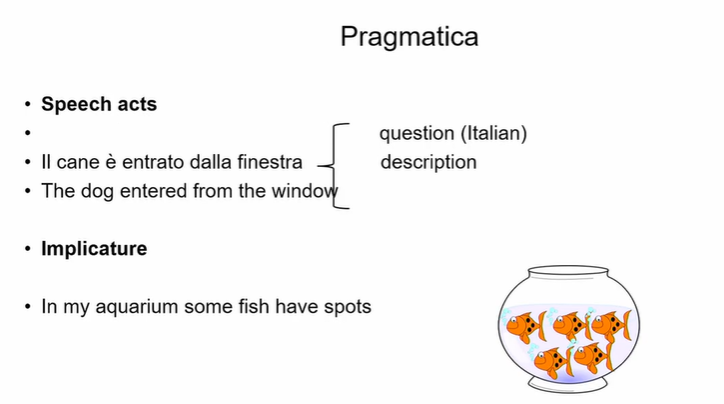 Pragmatica
• Speech acts
•
question (Italian)
• Il cane è entrato dalla finestra
description
• The dog entered from the window
• Implicature
• In my aquarium some fish have spots